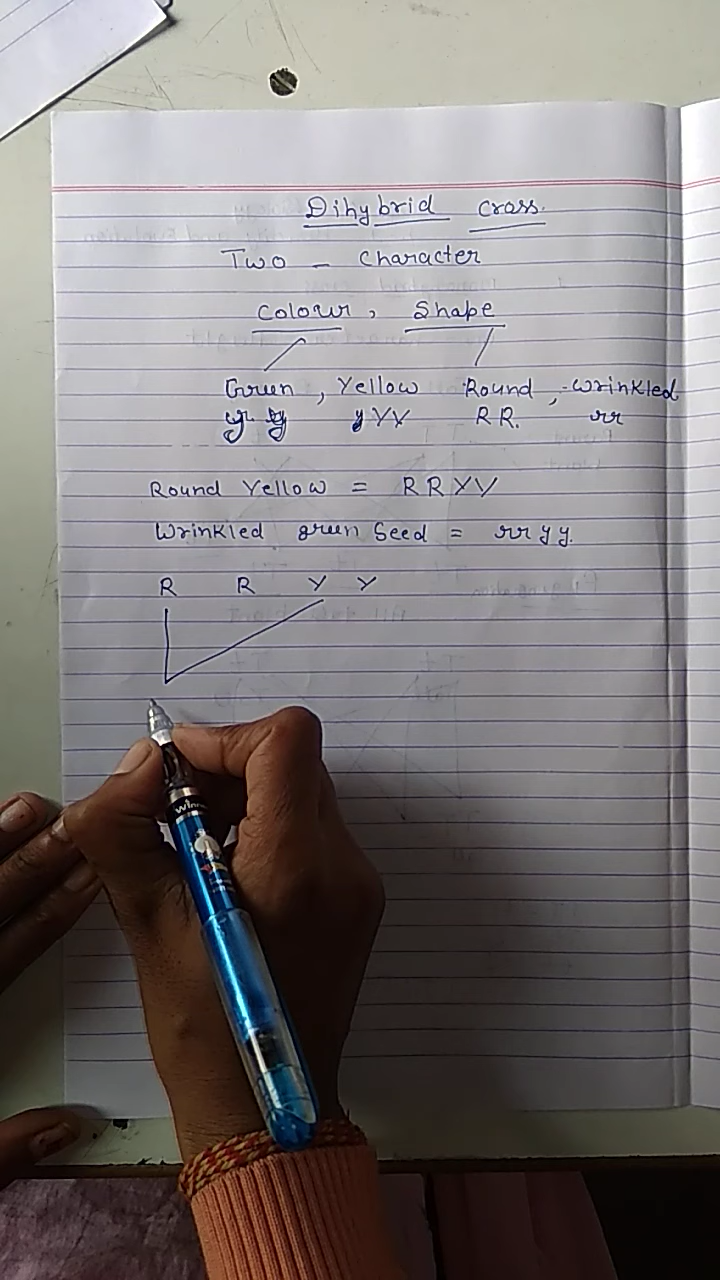 Dihybrid cross.
Two - Character
Colour, Shape
Green, Yellow Round, Wrinkled
yy YY RR. rr
Round Yellow = RRYY
Wrinkled green Seed = rryy.
R R Y Y